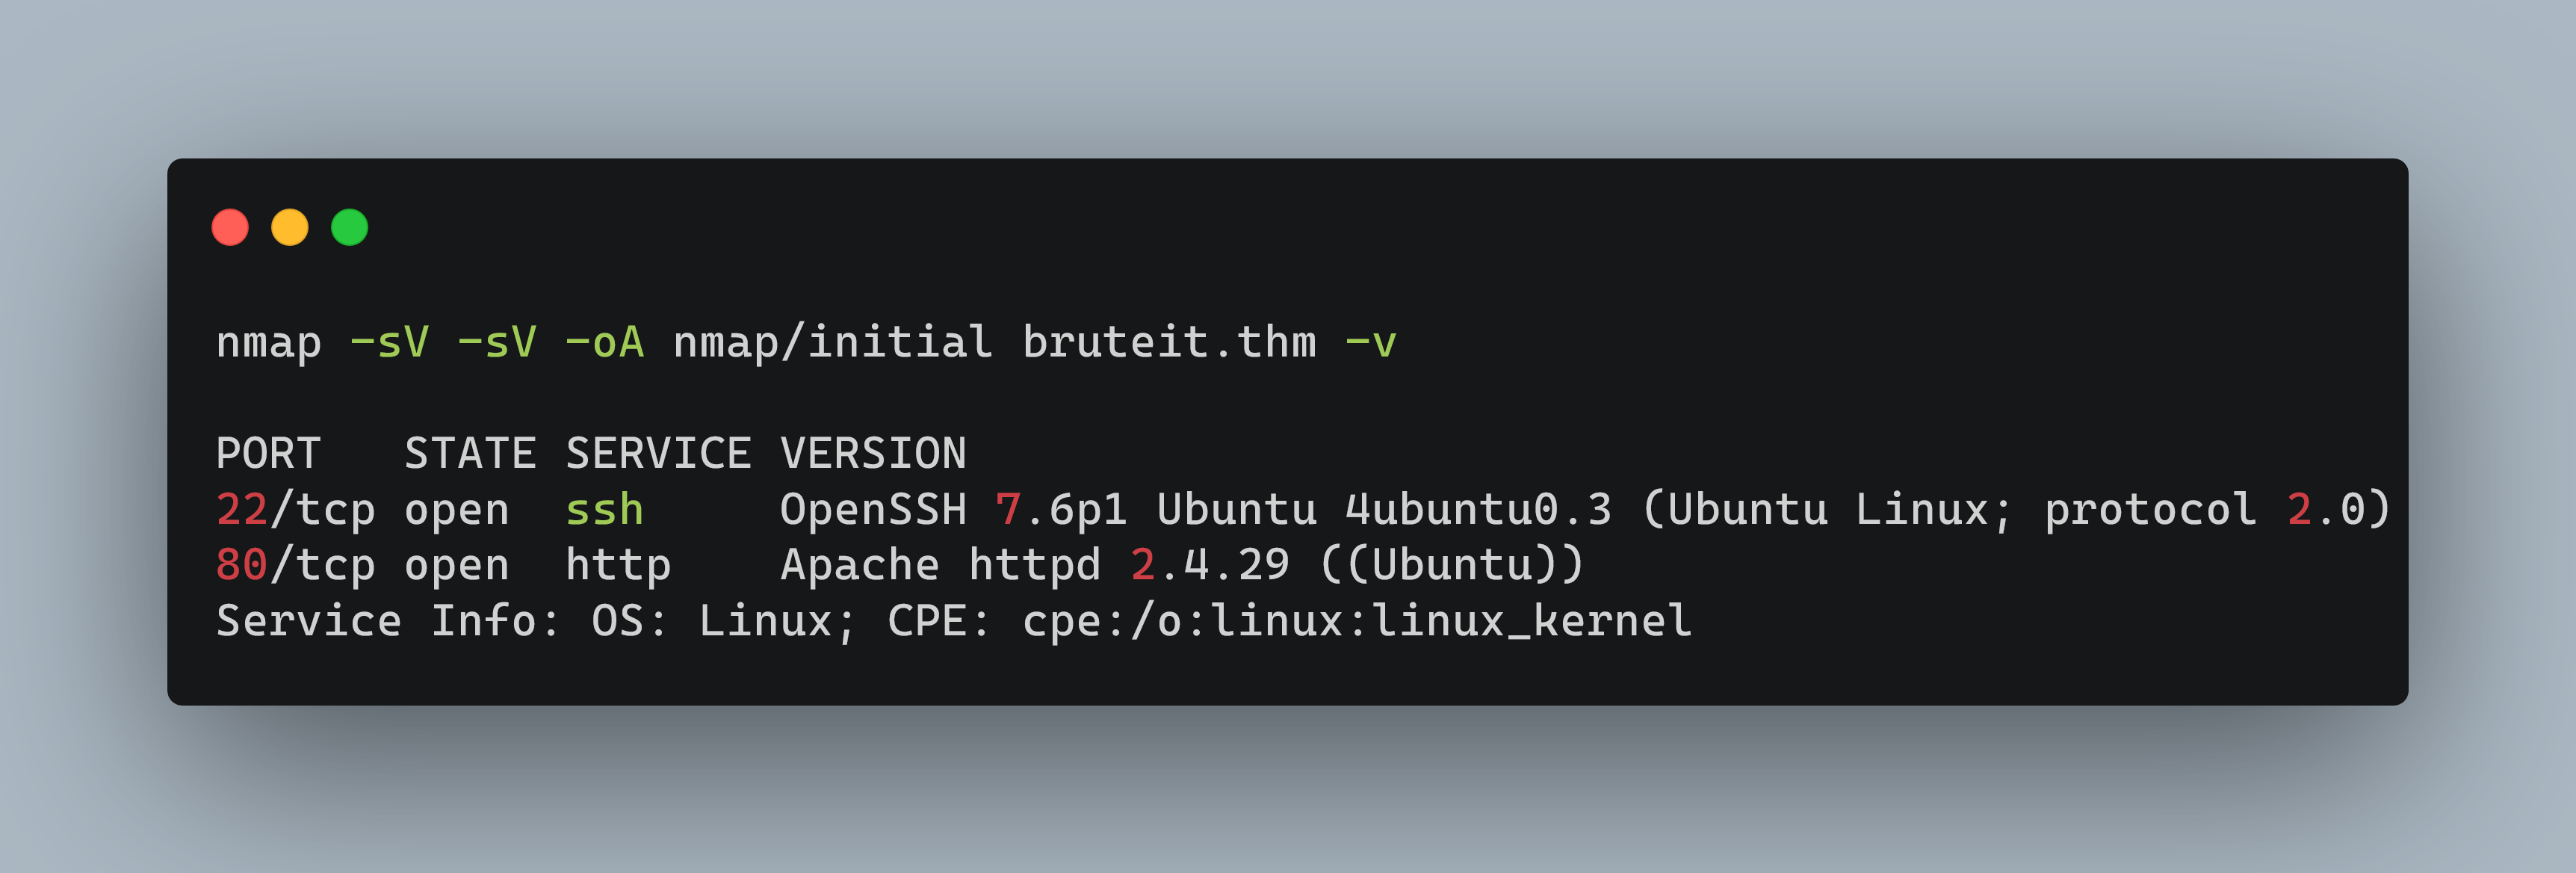 nmap -sV -sV -oA nmap/initial bruteit.thm -v
PORT   STATE SERVICE VERSION
22/tcp open  ssh     OpenSSH 7.6p1 Ubuntu 4ubuntu0.3 (Ubuntu Linux; protocol 2.0)
80/tcp open  http    Apache httpd 2.4.29 ((Ubuntu))
Service Info: OS: Linux; CPE: cpe:/o:linux:linux_kernel